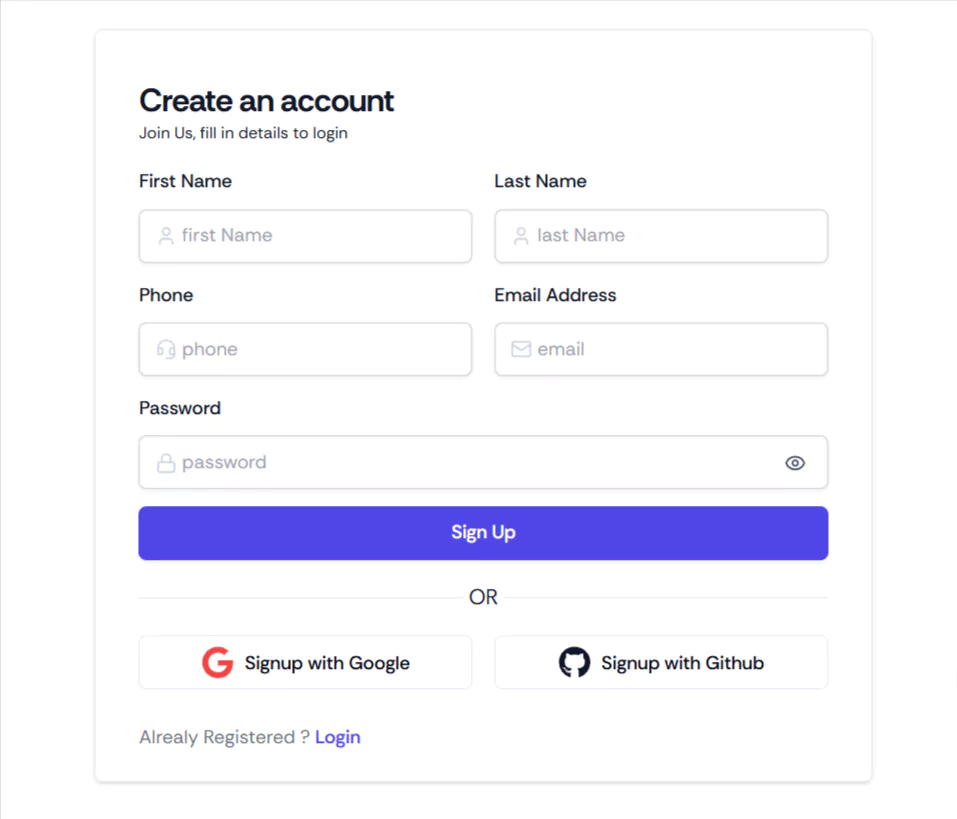 Create an account
Join Us, fill in details to login
First Name
Last Name
first Name
last Name
Phone
Email Address
phone
email
Password
password
Sign Up
OR
Signup with Google
Signup with Github
Alrealy Registered ? Login